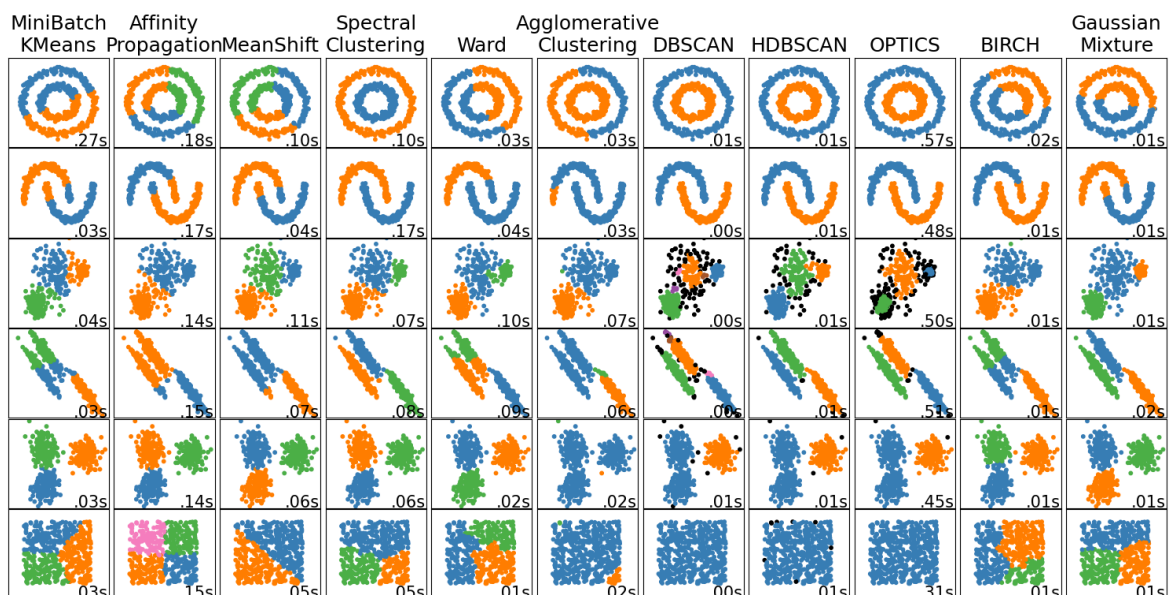 MiniBatch KMeans
Affinity Propagation
MeanShift
Spectral Clustering
Ward
Agglomerative Clustering
DBSCAN
HDBSCAN
OPTICS
BIRCH
Gaussian Mixture
.27s .18s .10s .10s .03s .03s .01s .01s .57s .02s .01s
.03s .17s .04s .17s .04s .03s .00s .01s .48s .01s .01s
.04s .14s .11s .07s .10s .07s .00s .01s .50s .01s .01s
.03s .15s .07s .08s .09s .06s .00s .01s .51s .01s .02s
.03s .14s .06s .06s .02s .02s .01s .01s .45s .01s .01s
.03s .15s .05s .05s .01s .02s .00s .01s .31s .01s .01s